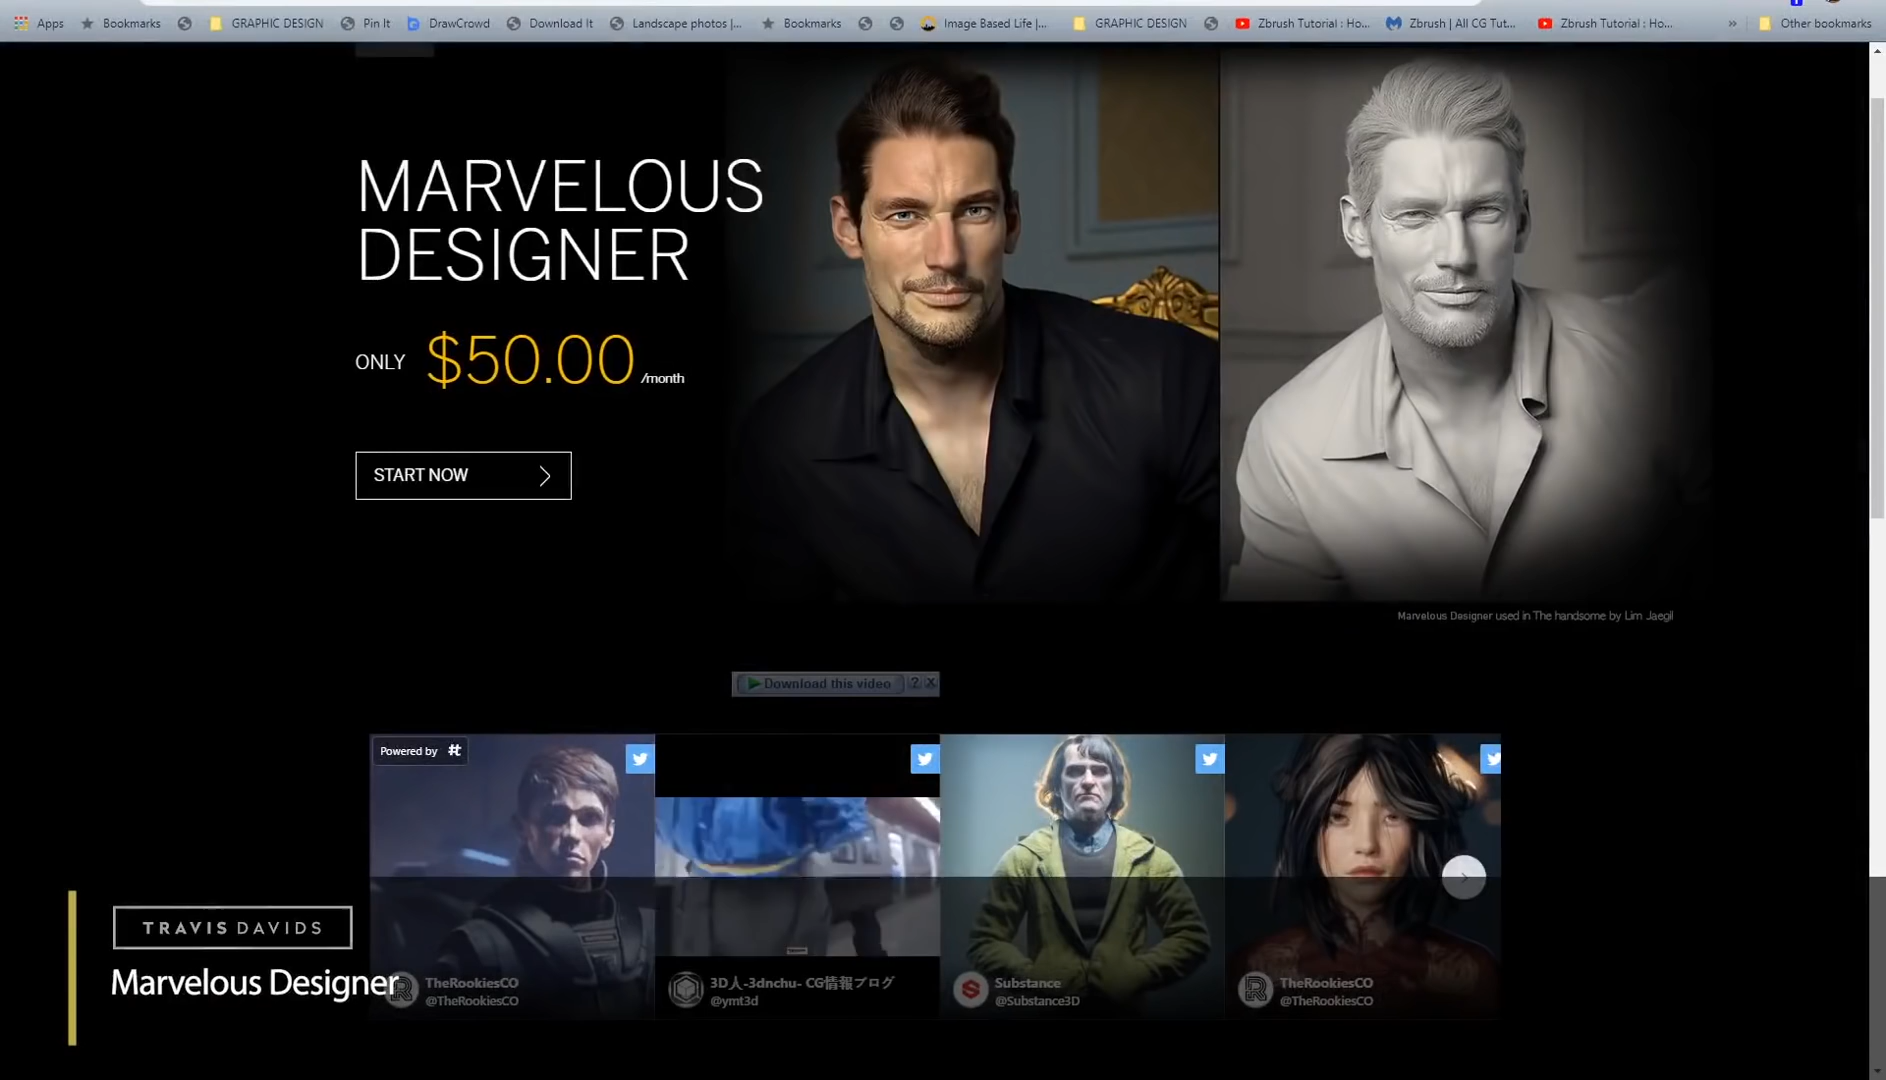 Apps Bookmarks GRAPHIC DESIGN Pin It DrawCrowd Download It Landscape photos |... Bookmarks Image Based Life |... GRAPHIC DESIGN Zbrush Tutorial : Ho... Zbrush | All CG Tut... Zbrush Tutorial : Ho... » Other bookmarks
MARVELOUS
DESIGNER
ONLY $50.00 /month
START NOW
Marvelous Designer used in The handsome by Lim Jaegil
Download this video ? X
Powered by
TRAVIS DAVIDS
Marvelous Designer
TheRookiesCO
@TheRookiesCO
3D人-3dnchu- CG情報ブログ
@ymt3d
Substance
@Substance3D
TheRookiesCO
@TheRookiesCO